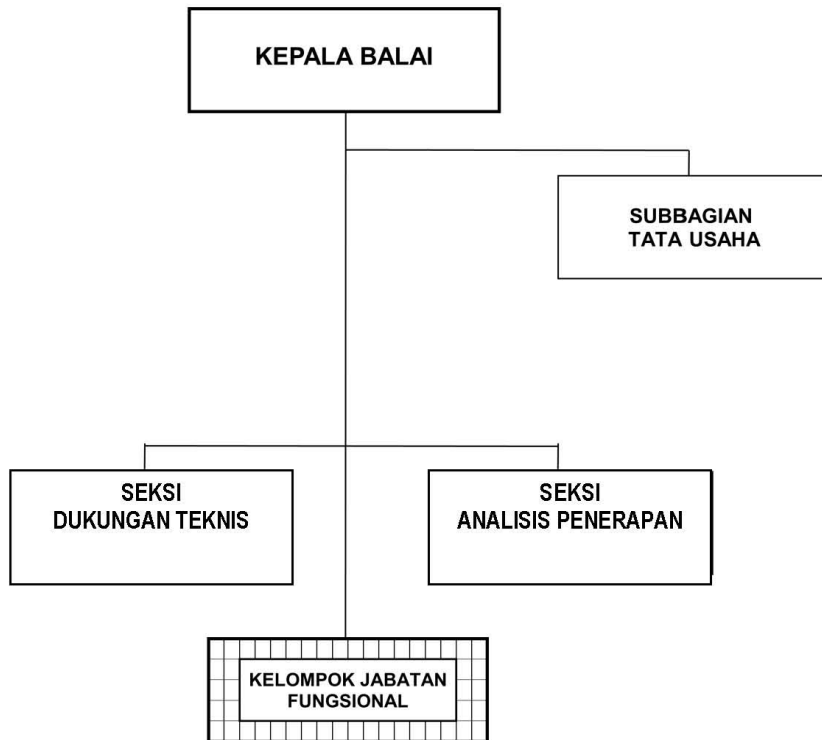 KEPALA BALAI
SUBBAGIAN
TATA USAHA
SEKSI
DUKUNGAN TEKNIS
SEKSI
ANALISIS PENERAPAN
KELOMPOK JABATAN
FUNGSIONAL